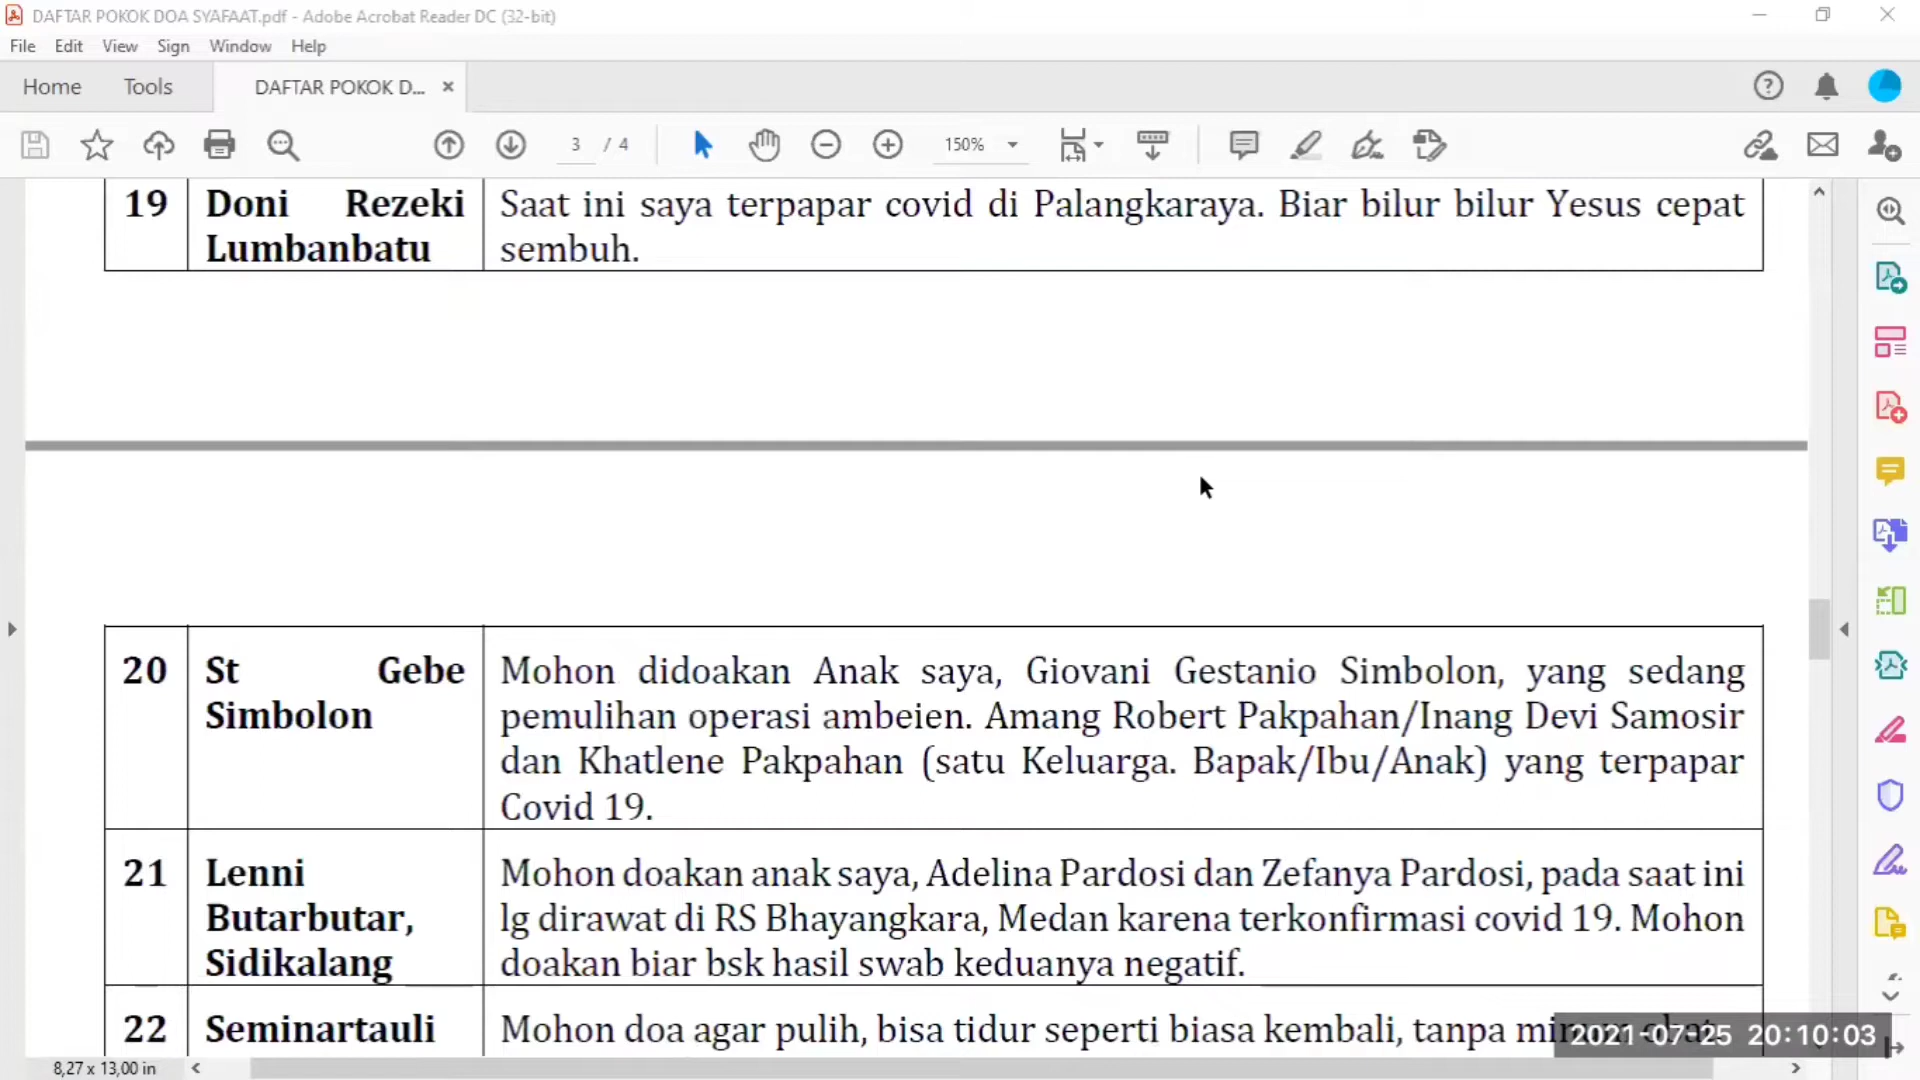 DAFTAR POKOK DOA SYAFAAT.pdf - Adobe Acrobat Reader DC (32-bit)
File Edit View Sign Window Help
Home Tools DAFTAR POKOK D... ×
3 / 4 150%
19 Doni Rezeki Saat ini saya terpapar covid di Palangkaraya. Biar bilur bilur Yesus cepat
Lumbanbatu sembuh.
20 St Gebe Mohon didoakan Anak saya, Giovani Gestanio Simbolon, yang sedang
Simbolon pemulihan operasi ambeien. Amang Robert Pakpahan/Inang Devi Samosir
dan Khatlene Pakpahan (satu Keluarga. Bapak/Ibu/Anak) yang terpapar
Covid 19.
21 Lenni Mohon doakan anak saya, Adelina Pardosi dan Zefanya Pardosi, pada saat ini
Butarbutar, lg dirawat di RS Bhayangkara, Medan karena terkonfirmasi covid 19. Mohon
Sidikalang doakan biar bsk hasil swab keduanya negatif.
22 Seminartauli Mohon doa agar pulih, bisa tidur seperti biasa kembali, tanpa
2021-07-25 20:10:03
8,27 x 13,00 in